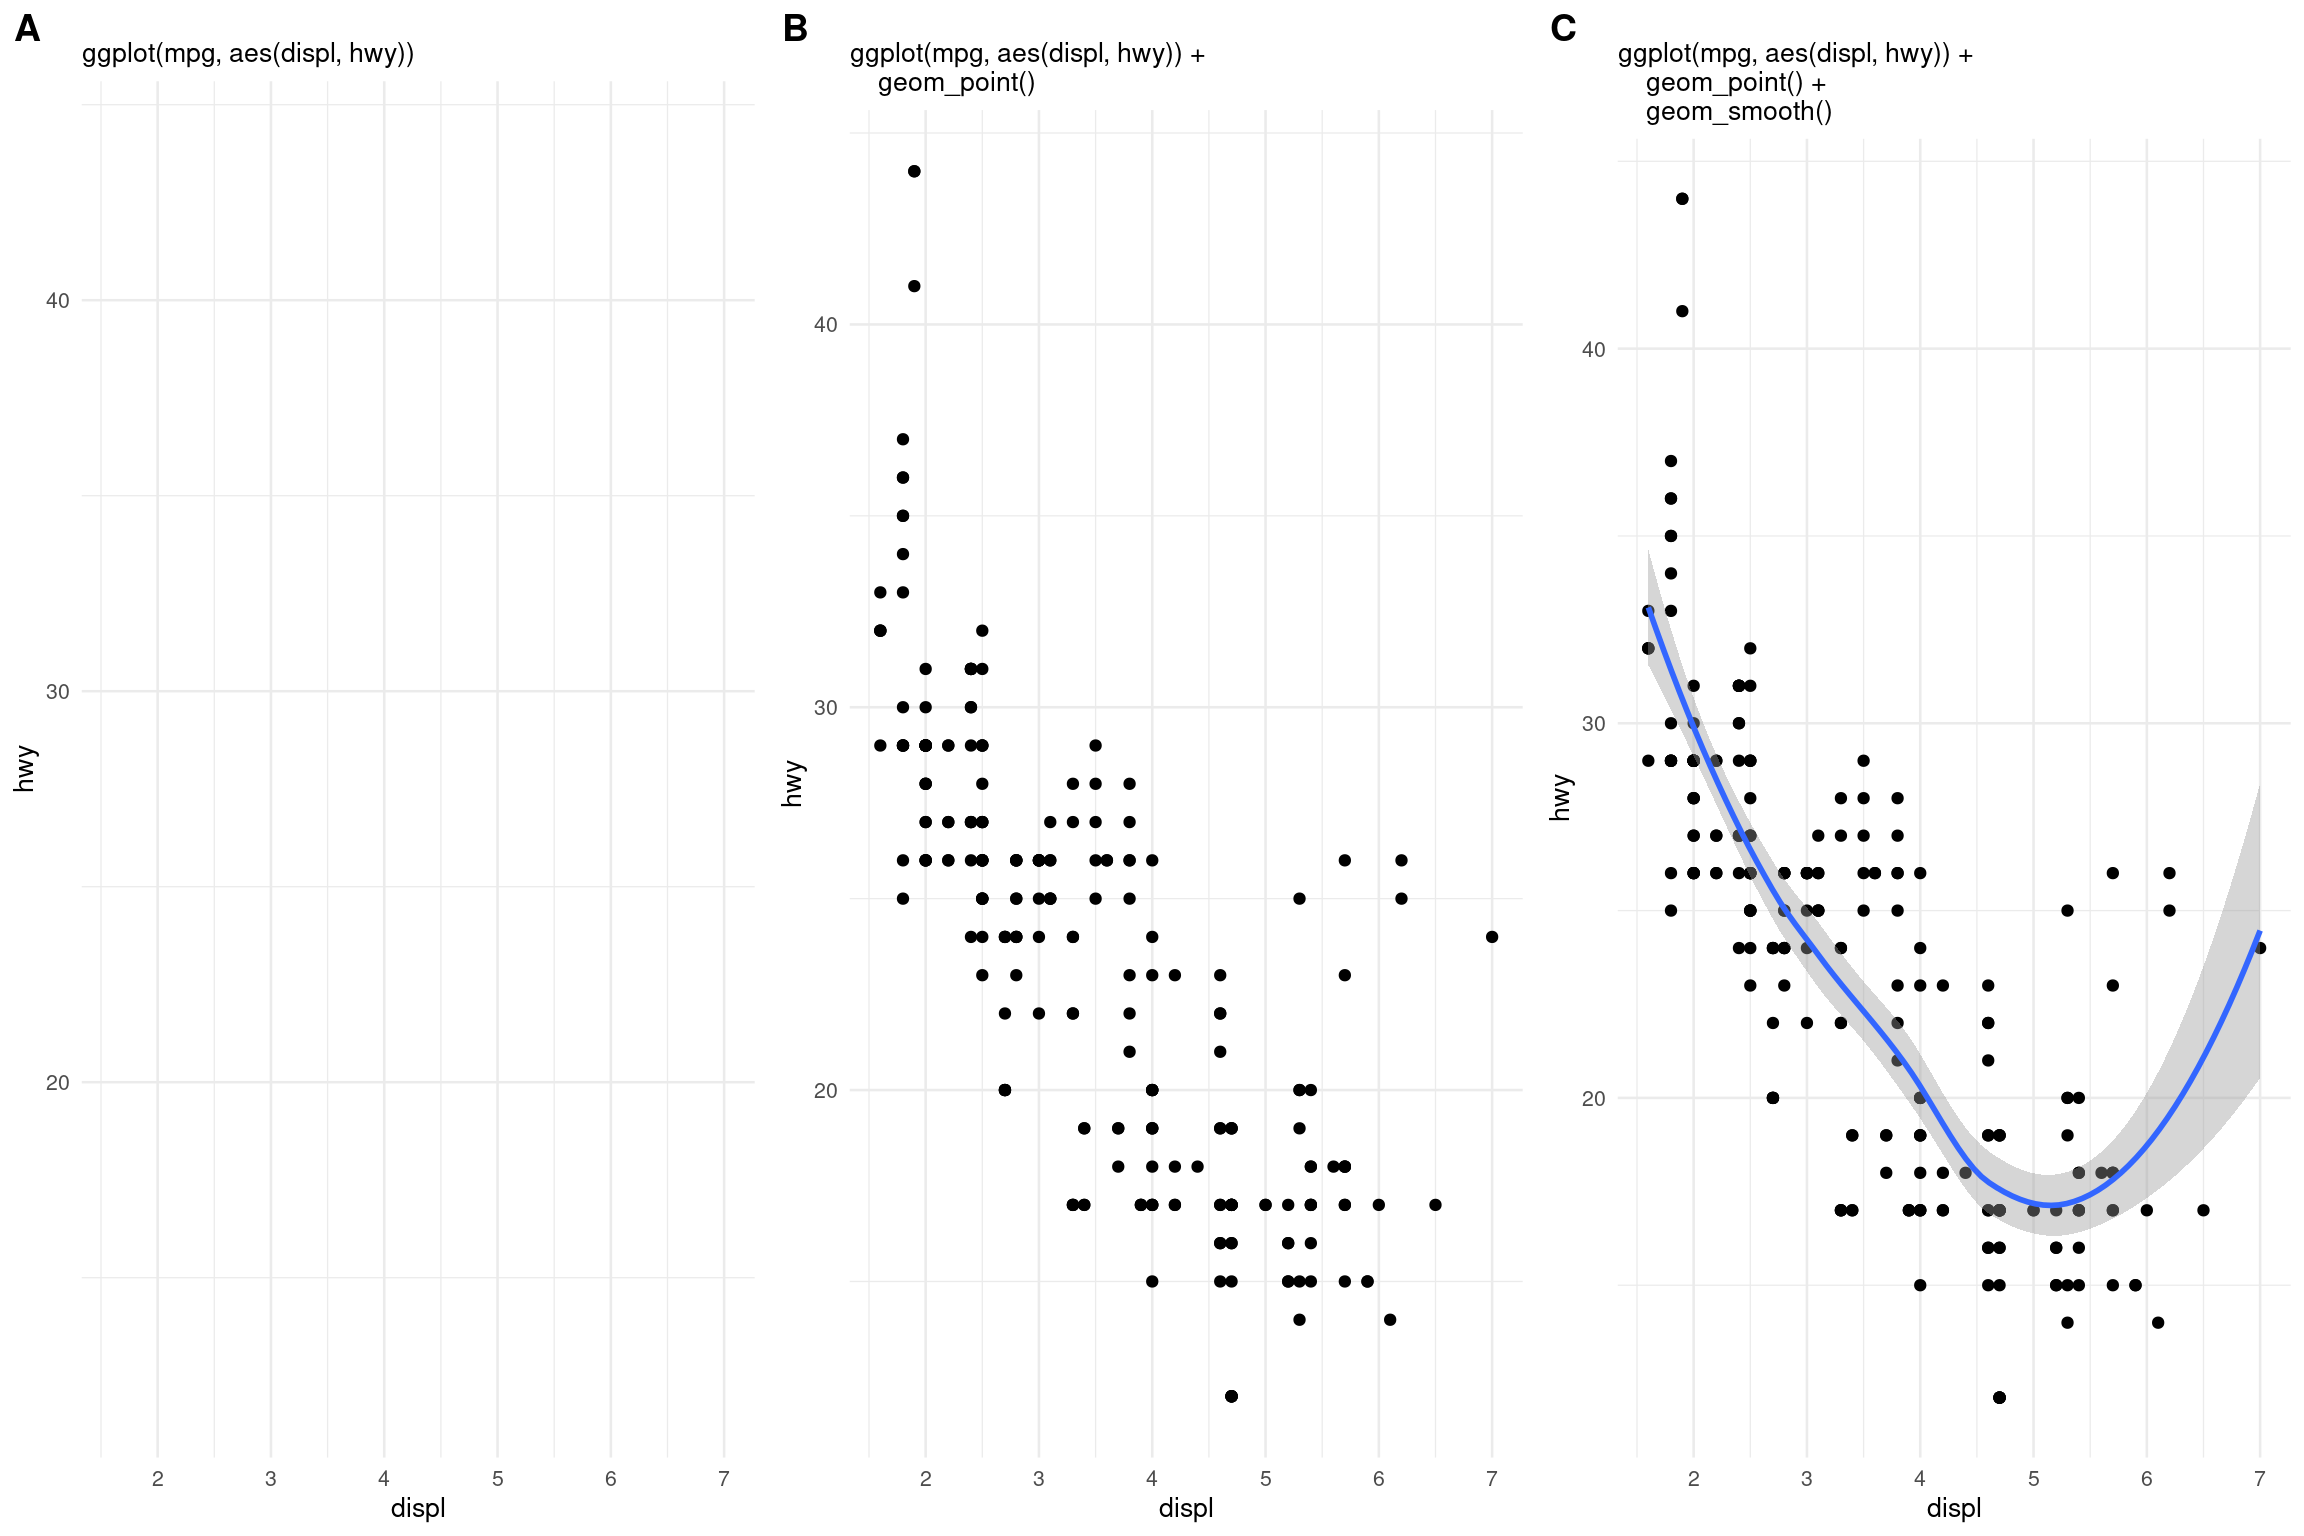 A
ggplot(mpg, aes(displ, hwy))
40
30
20
hwy
2 3 4 5 6 7
displ
B
ggplot(mpg, aes(displ, hwy)) +
geom_point()
40
30
20
hwy
2 3 4 5 6 7
displ
C
ggplot(mpg, aes(displ, hwy)) +
geom_point() +
geom_smooth()
40
30
20
hwy
2 3 4 5 6 7
displ